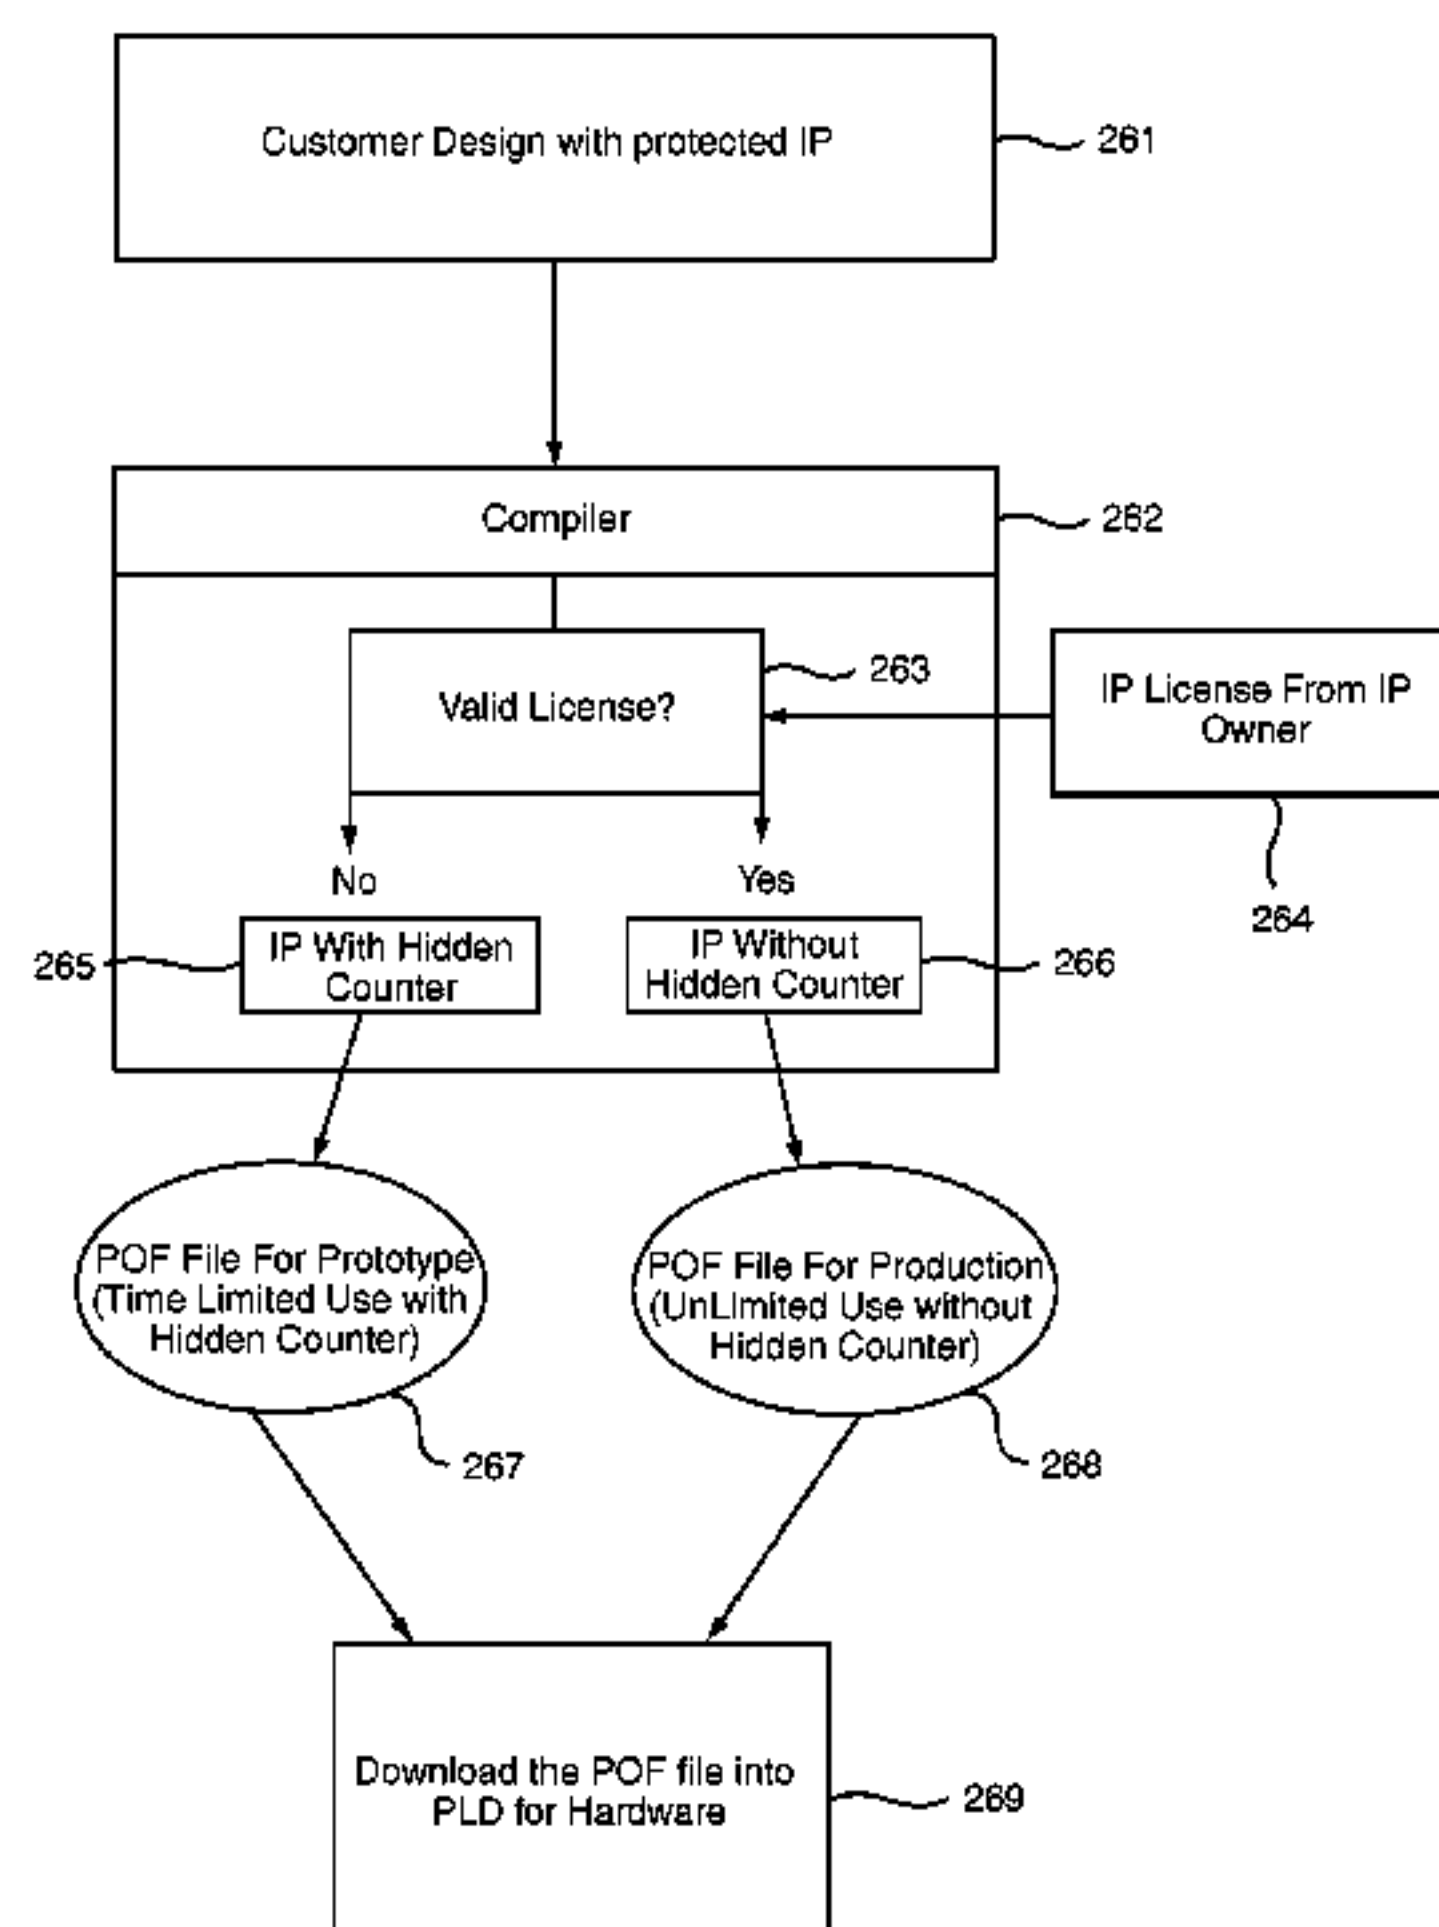 Customer Design with protected IP
261
Compiler
262
263
Valid License?
IP License From IP
Owner
264
No
Yes
265
IP With Hidden
Counter
IP Without
Hidden Counter
266
POF File For Prototype
(Time Limited Use with
Hidden Counter)
POF File For Production
(UnLImited Use without
Hidden Counter)
267
268
Download the POF file into
PLD for Hardware
269